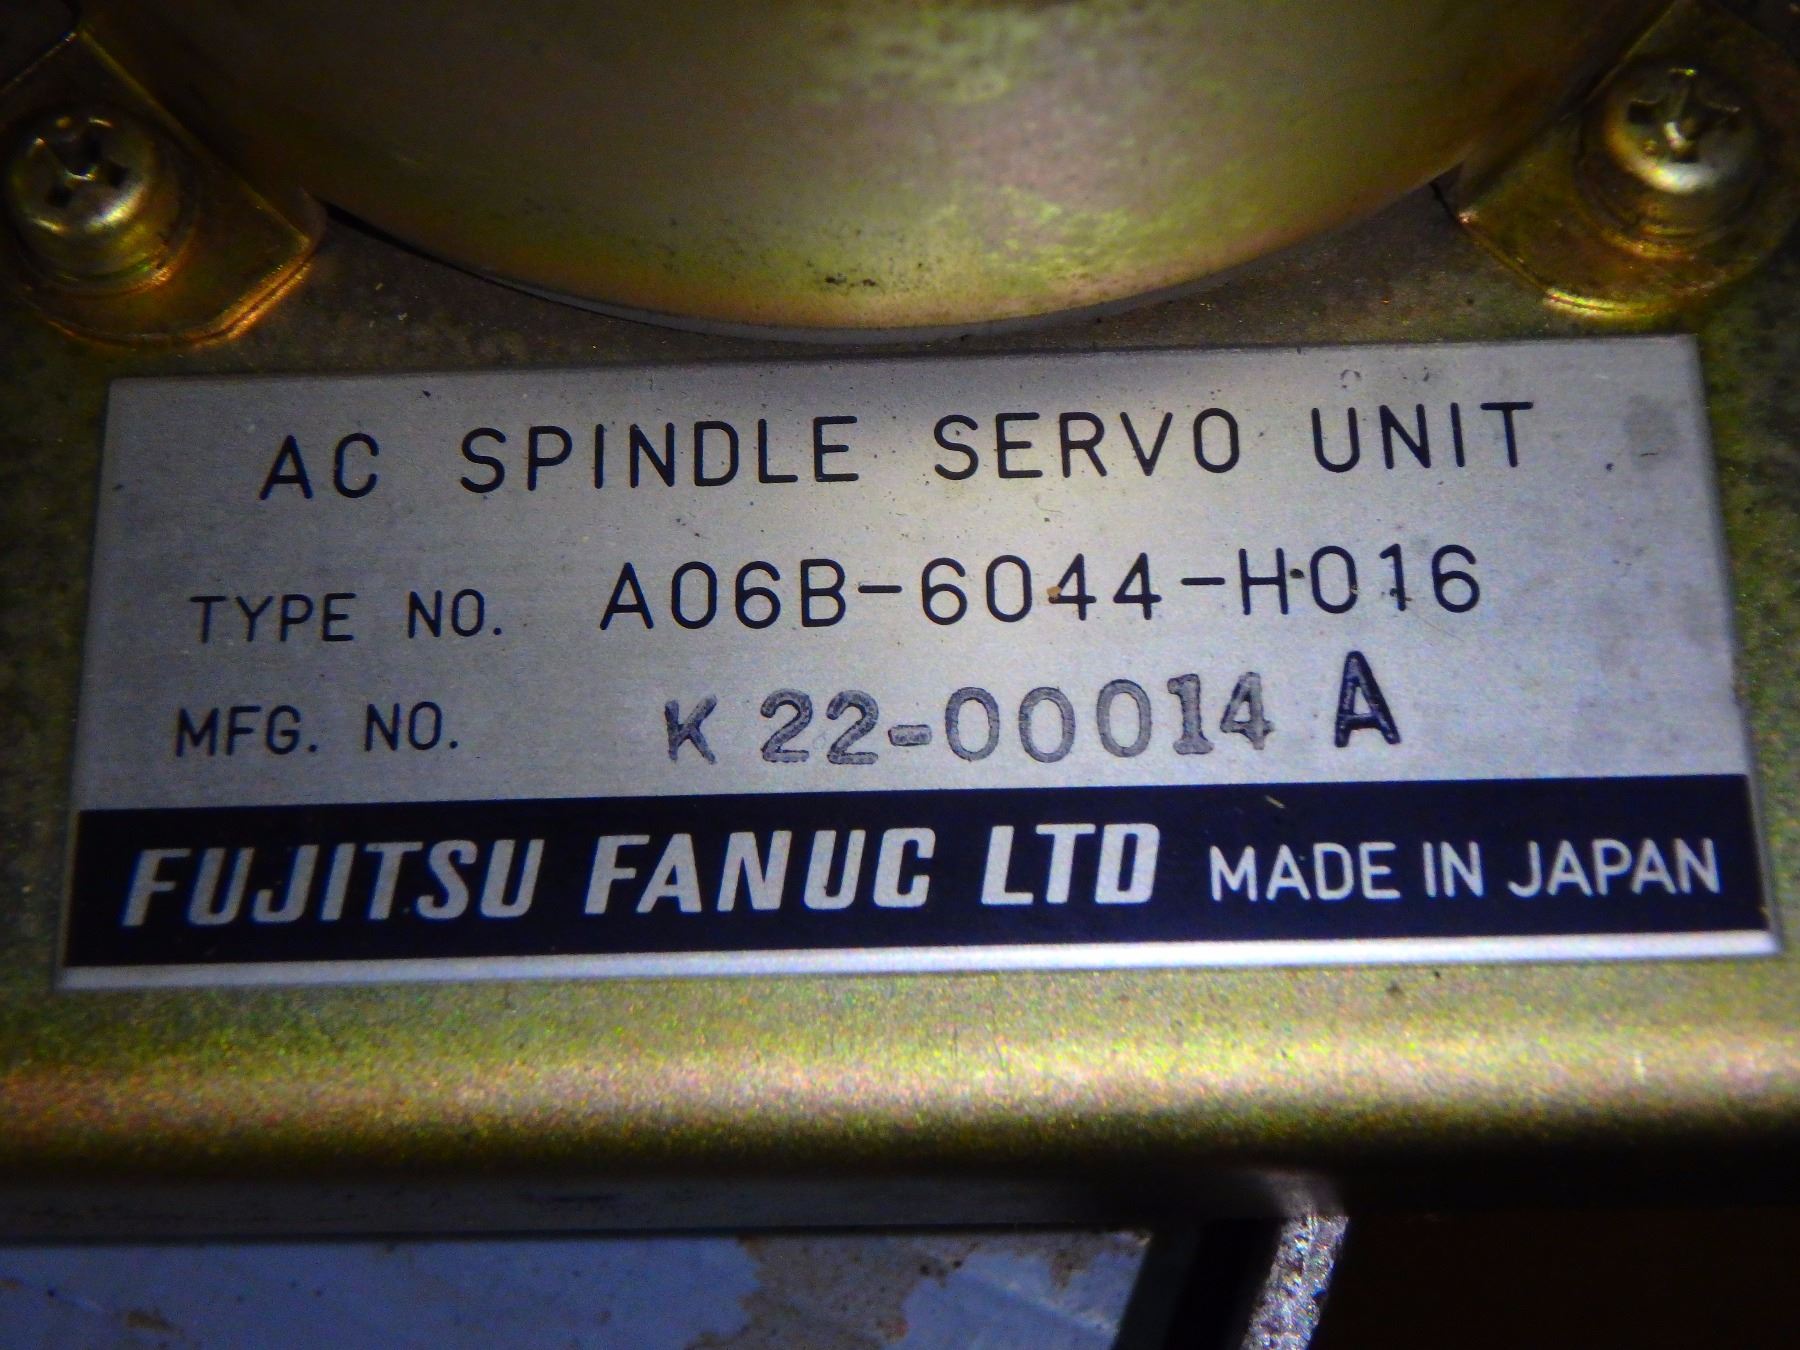 AC SPINDLE SERVO UNIT
TYPE NO. A06B-6044-H016
MFG. NO. K 22-00014 A
FUJITSU FANUC LTD MADE IN JAPAN